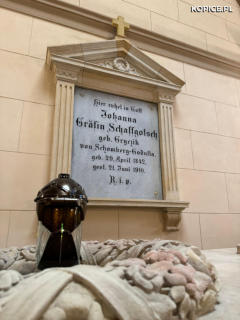 KOPICE.PL
Hier ruhet in Gott
Johanna
Gräfin Schaffgotsch
geb. Gryczik
von Schomberg-Godulla.
geb. 29. April 1842.
gest. 21. Juni 1910.
R. i. p.